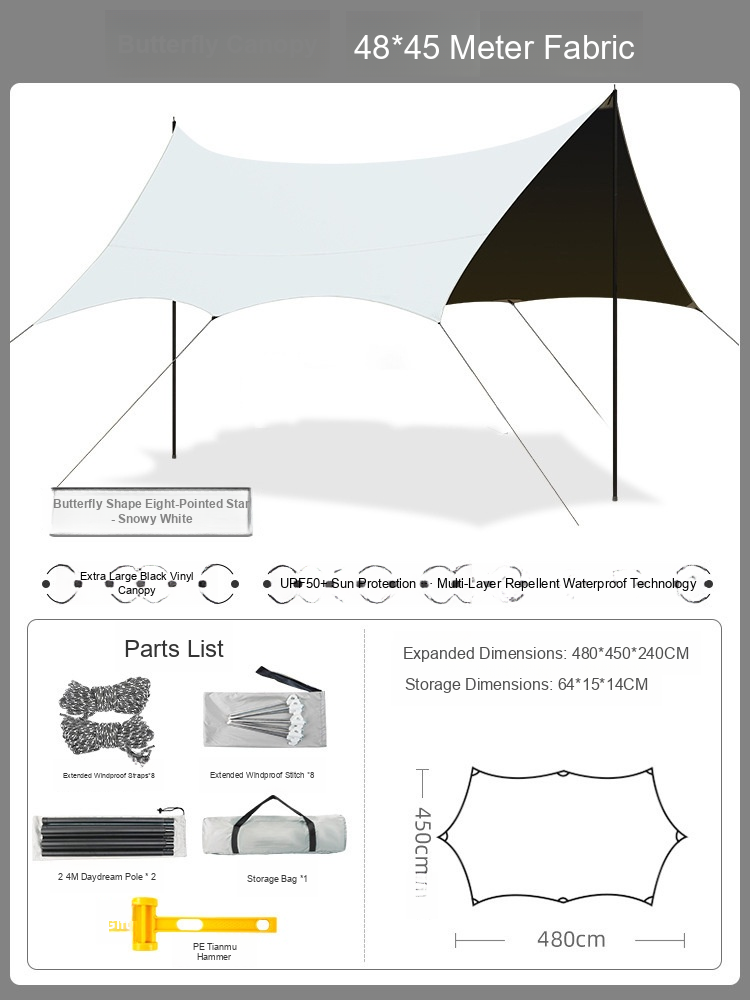 Butterfly Canopy
48*45 Meter Fabric
Butterfly Shape Eight-Pointed Star
- Snowy White
Extra Large Black Vinyl
Canopy
UPF50+ Sun Protection
Multi-Layer Repellent Waterproof Technology
Parts List
Expanded Dimensions: 480*450*240CM
Storage Dimensions: 64*15*14CM
Extended Windproof Straps*8
Extended Windproof Stitch *8
2 4M Daydream Pole * 2
Storage Bag *1
PE Tianmu
Hammer
450cm
480cm